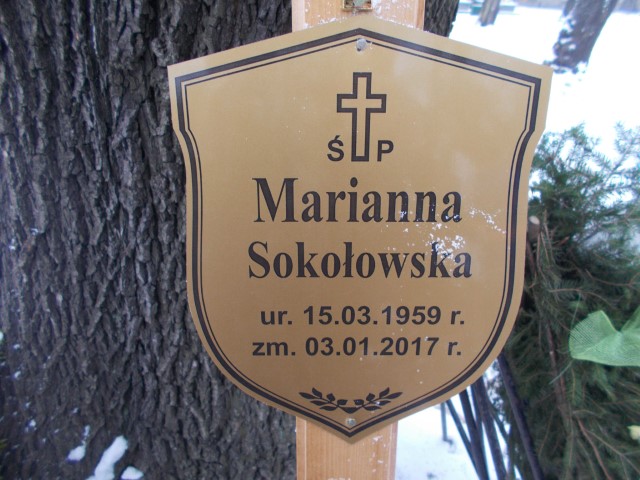 Ś P
Marianna
Sokołowska
ur. 15.03.1959 r.
zm. 03.01.2017 r.